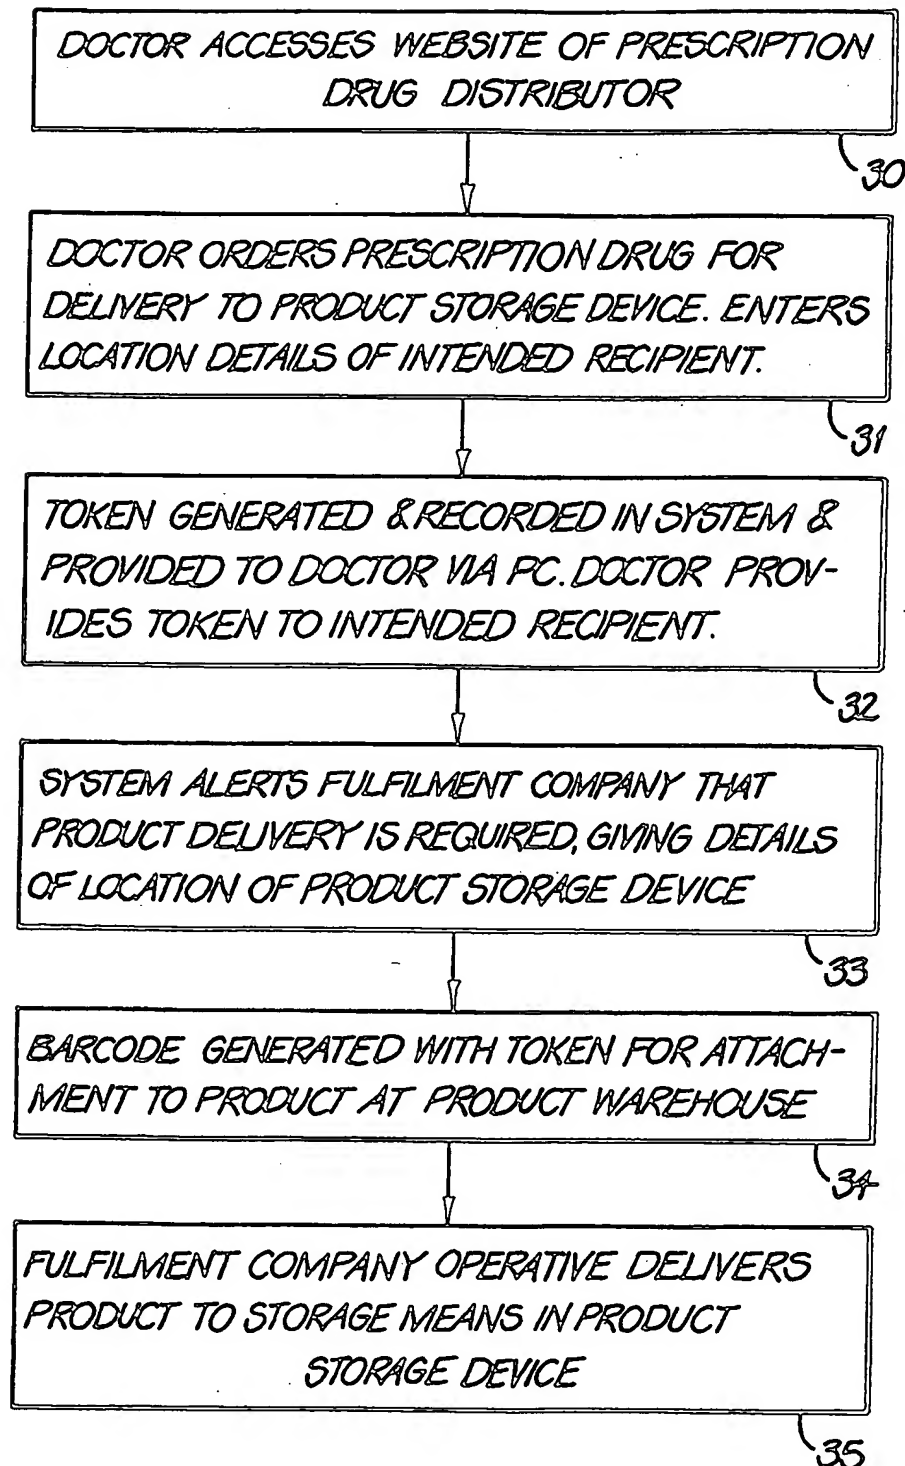 DOCTOR ACCESSES WEBSITE OF PRESCRIPTION
DRUG DISTRIBUTOR
30
DOCTOR ORDERS PRESCRIPTION DRUG FOR
DELIVERY TO PRODUCT STORAGE DEVICE. ENTERS
LOCATION DETAILS OF INTENDED RECIPIENT.
31
TOKEN GENERATED & RECORDED IN SYSTEM &
PROVIDED TO DOCTOR VIA PC. DOCTOR PROV-
IDES TOKEN TO INTENDED RECIPIENT.
32
SYSTEM ALERTS FULFILMENT COMPANY THAT
PRODUCT DELIVERY IS REQUIRED, GIVING DETAILS
OF LOCATION OF PRODUCT STORAGE DEVICE
33
BARCODE GENERATED WITH TOKEN FOR ATTACH-
MENT TO PRODUCT AT PRODUCT WAREHOUSE
34
FULFILMENT COMPANY OPERATIVE DELIVERS
PRODUCT TO STORAGE MEANS IN PRODUCT
STORAGE DEVICE
35